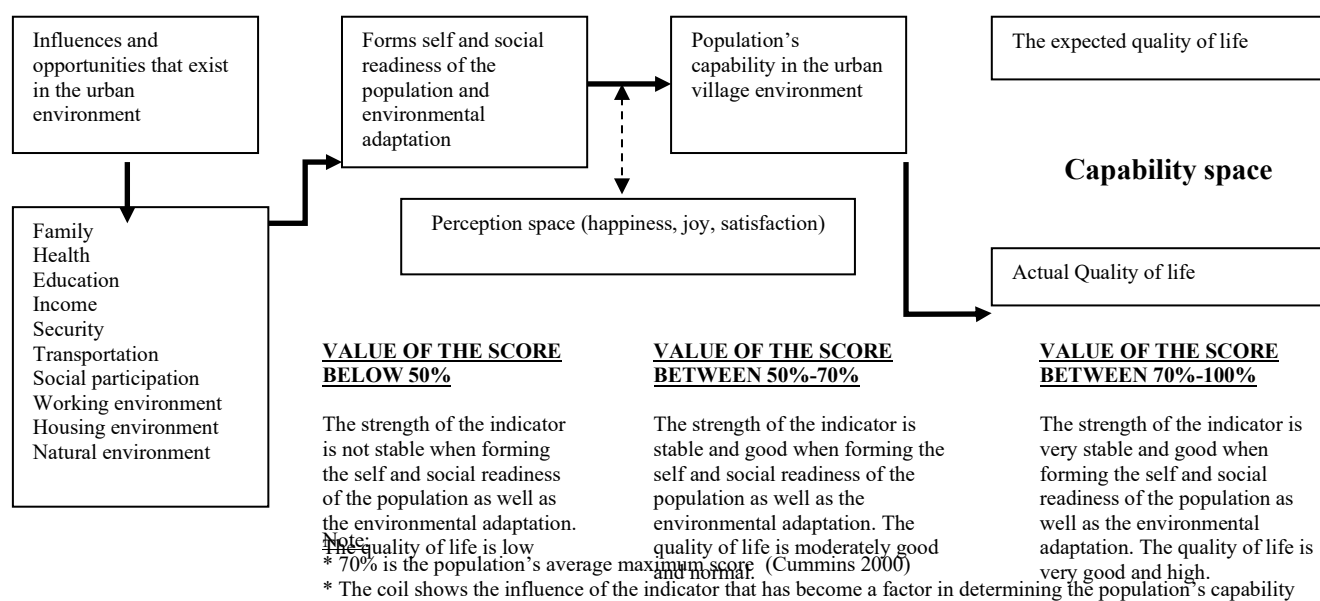 Influences and
opportunities that exist
in the urban
environment
Forms self and social
readiness of the
population and
environmental
adaptation
Population’s
capability in the urban
village environment
The expected quality of life
Capability space
Perception space (happiness, joy, satisfaction)
Actual Quality of life
Family
Health
Education
Income
Security
Transportation
Social participation
Working environment
Housing environment
Natural environment
VALUE OF THE SCORE
BELOW 50%
The strength of the indicator
is not stable when forming
the self and social readiness
of the population as well as
the environmental adaptation.
The quality of life is low
VALUE OF THE SCORE
BETWEEN 50%-70%
The strength of the indicator is
stable and good when forming the
self and social readiness of the
population as well as the
environmental adaptation. The
quality of life is moderately good
and normal.
VALUE OF THE SCORE
BETWEEN 70%-100%
The strength of the indicator is
very stable and good when
forming the self and social
readiness of the population as
well as the environmental
adaptation. The quality of life is
very good and high.
Note:
* 70% is the population’s average maximum score (Cummins 2000)
* The coil shows the influence of the indicator that has become a factor in determining the population’s capability